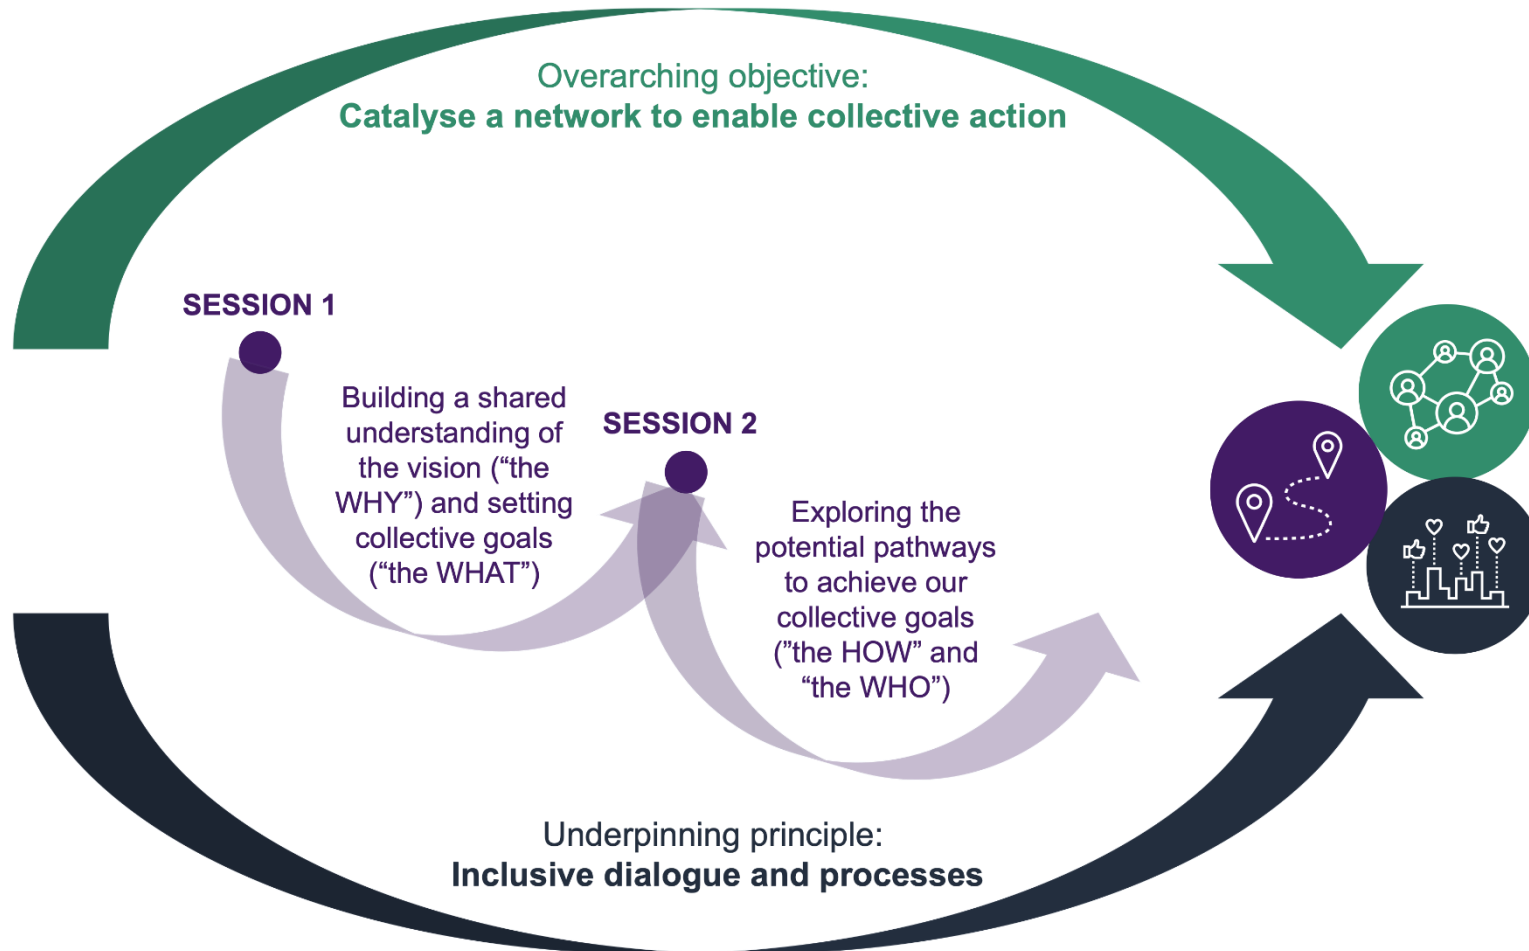 Overarching objective:
Catalyse a network to enable collective action
SESSION 1
Building a shared
understanding of
the vision (“the
WHY”) and setting
collective goals
(“the WHAT”)
SESSION 2
Exploring the
potential pathways
to achieve our
collective goals
(”the HOW” and
“the WHO”)
Underpinning principle:
Inclusive dialogue and processes